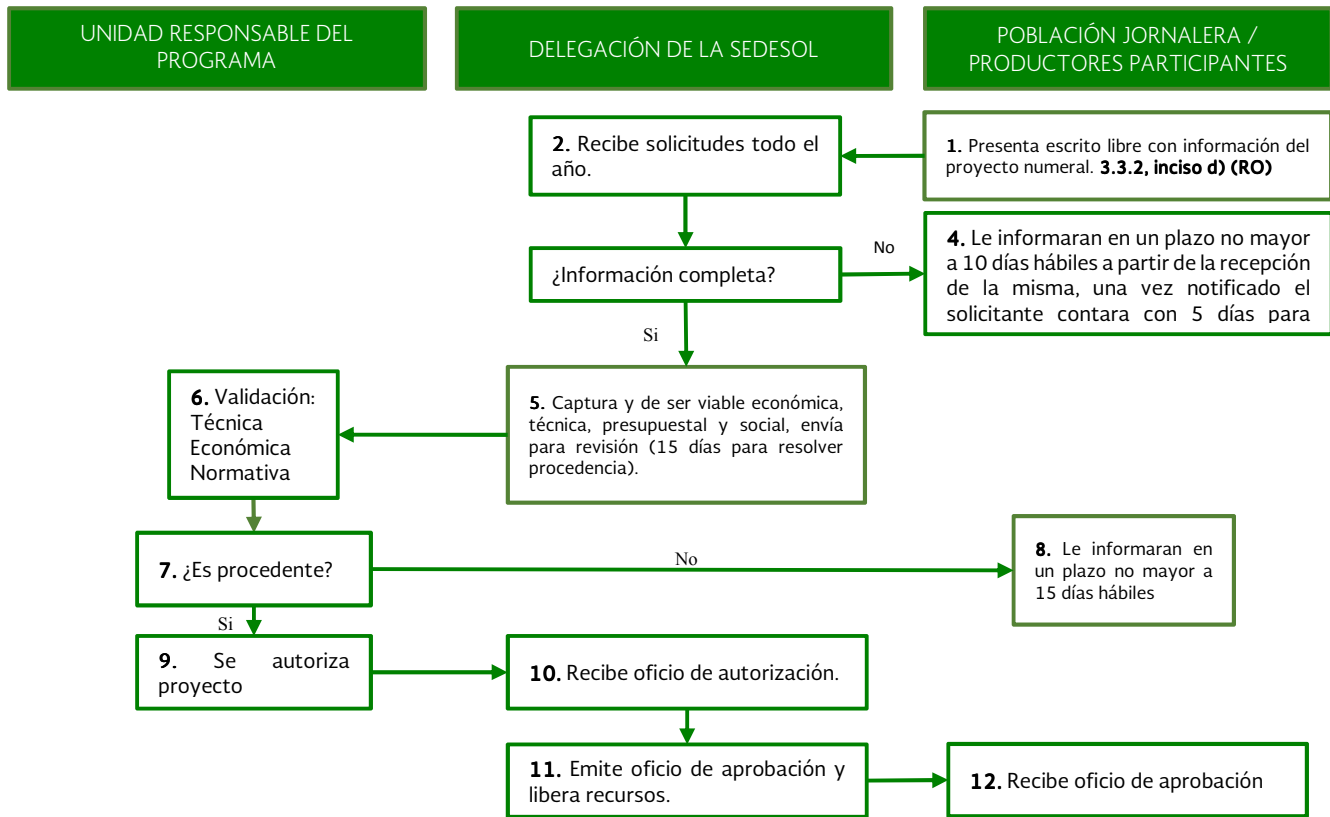 UNIDAD RESPONSABLE DEL
PROGRAMA
DELEGACIÓN DE LA SEDESOL
POBLACIÓN JORNALERA /
PRODUCTORES PARTICIPANTES
1. Presenta escrito libre con información del
proyecto numeral. 3.3.2, inciso d) (RO)
2. Recibe solicitudes todo el
año.
¿Información completa?
No
4. Le informaran en un plazo no mayor
a 10 días hábiles a partir de la recepción
de la misma, una vez notificado el
solicitante contara con 5 días para
Si
5. Captura y de ser viable económica,
técnica, presupuestal y social, envía
para revisión (15 días para resolver
procedencia).
6. Validación:
Técnica
Económica
Normativa
7. ¿Es procedente?
No
8. Le informaran en
un plazo no mayor a
15 días hábiles
Si
9. Se autoriza
proyecto
10. Recibe oficio de autorización.
11. Emite oficio de aprobación y
libera recursos.
12. Recibe oficio de aprobación